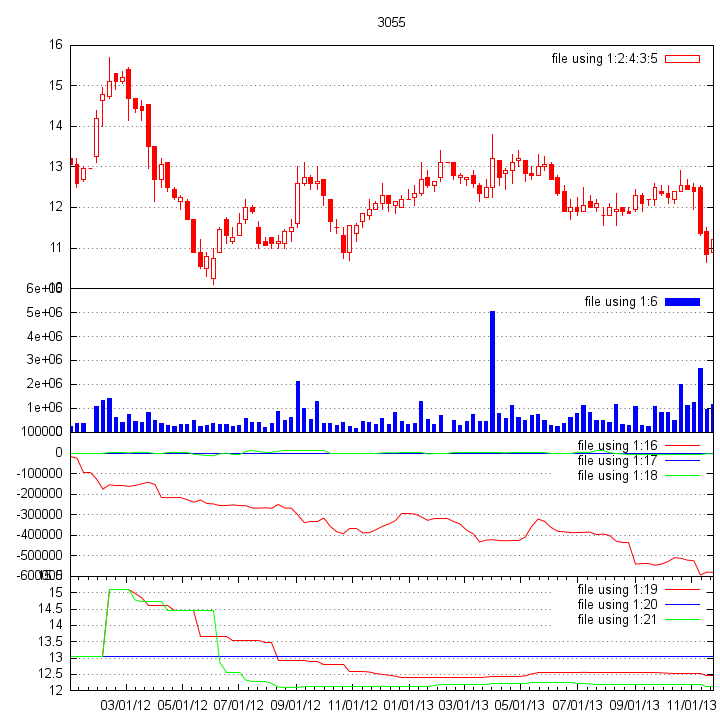 3055
16
file using 1:2:4:3:5
15
14
13
12
11
6e+06
file using 1:6
5e+06
4e+06
3e+06
2e+06
1e+06
100000
file using 1:16
0
file using 1:17
file using 1:18
-100000
-200000
-300000
-400000
-500000
15
file using 1:19
14.5
file using 1:20
14
file using 1:21
13.5
13
12.5
12
03/01/12 05/01/12 07/01/12 09/01/12 11/01/12 01/01/13 03/01/13 05/01/13 07/01/13 09/01/13 11/01/13